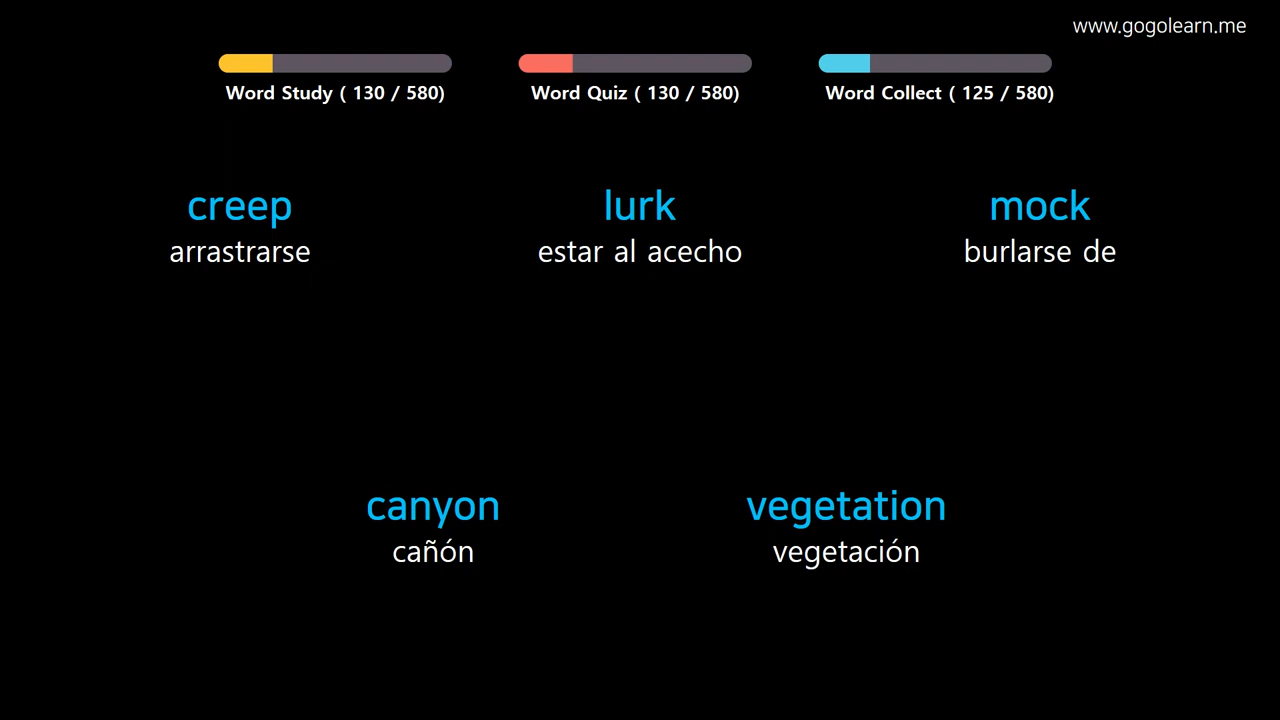 www.gogolearn.me
Word Study ( 130 / 580)
Word Quiz ( 130 / 580)
Word Collect ( 125 / 580)
creep
arrastrarse
lurk
estar al acecho
mock
burlarse de
canyon
cañón
vegetation
vegetación